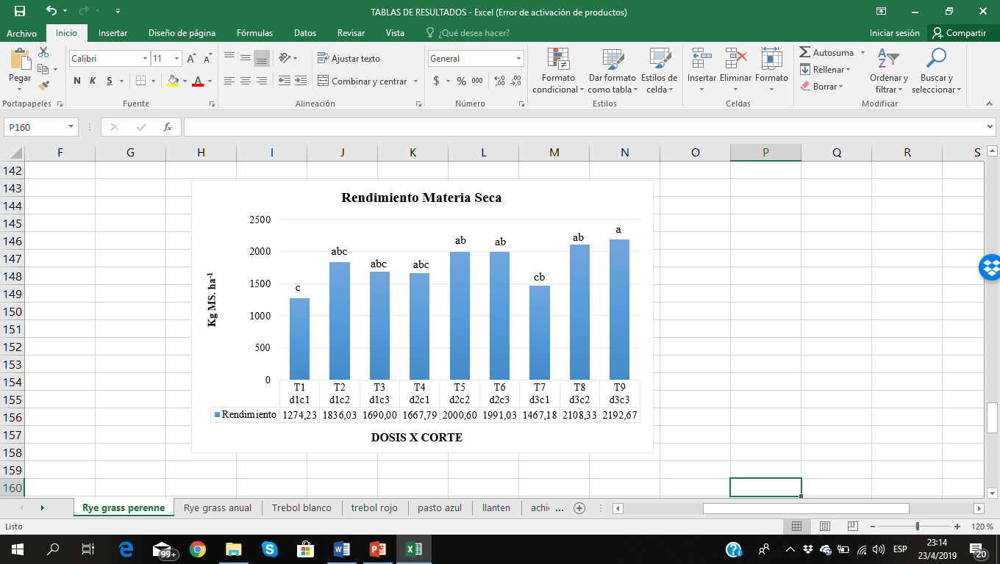 TABLAS DE RESULTADOS - Excel (Error de activación de productos)
Archivo Inicio Insertar Diseño de página Fórmulas Datos Revisar Vista ¿Qué desea hacer? Iniciar sesión Compartir
Pegar
Calibri 11
N K S
Ajustar texto
Combinar y centrar
General
$ % 000
Formato condicional
Dar formato como tabla
Estilos de celda
Insertar Eliminar Formato
Autosuma
Rellenar
Borrar
Ordenar y filtrar
Buscar y seleccionar
Portapapeles Fuente Alineación Número Estilos Celdas Modificar
P160 fx
F G H I J K L M N O P Q R S
142
143
144
145
146
147
148
149
150
151
152
153
154
155
156
157
158
159
160
Rendimiento Materia Seca
Kg MS. ha-1
2500
2000
1500
1000
500
0
c abc abc abc ab ab cb ab a
T1 T2 T3 T4 T5 T6 T7 T8 T9
d1c1 d1c2 d1c3 d2c1 d2c2 d2c3 d3c1 d3c2 d3c3
Rendimiento 1274,23 1836,03 1690,00 1667,79 2000,60 1991,03 1467,18 2108,33 2192,67
DOSIS X CORTE
Rye grass perenne Rye grass anual Trebol blanco trebol rojo pasto azul llanten achi ...
Listo 120 %
99+ ESP 23:14
23/4/2019 20